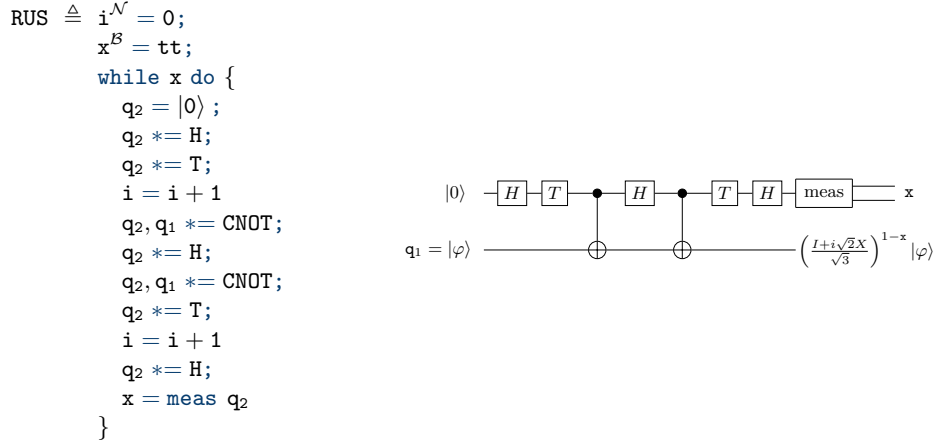 RUS ≜ i^𝒩 = 0;
x^ℬ = tt;
while x do {
q₂ = |0⟩ ;
q₂ *= H;
q₂ *= T;
i = i + 1
q₂, q₁ *= CNOT;
q₂ *= H;
q₂, q₁ *= CNOT;
q₂ *= T;
i = i + 1
q₂ *= H;
x = meas q₂
}
|0⟩ H T H T H meas x
q₁ = |φ⟩ ((I+i√2X)/√3)^{1−x} |φ⟩